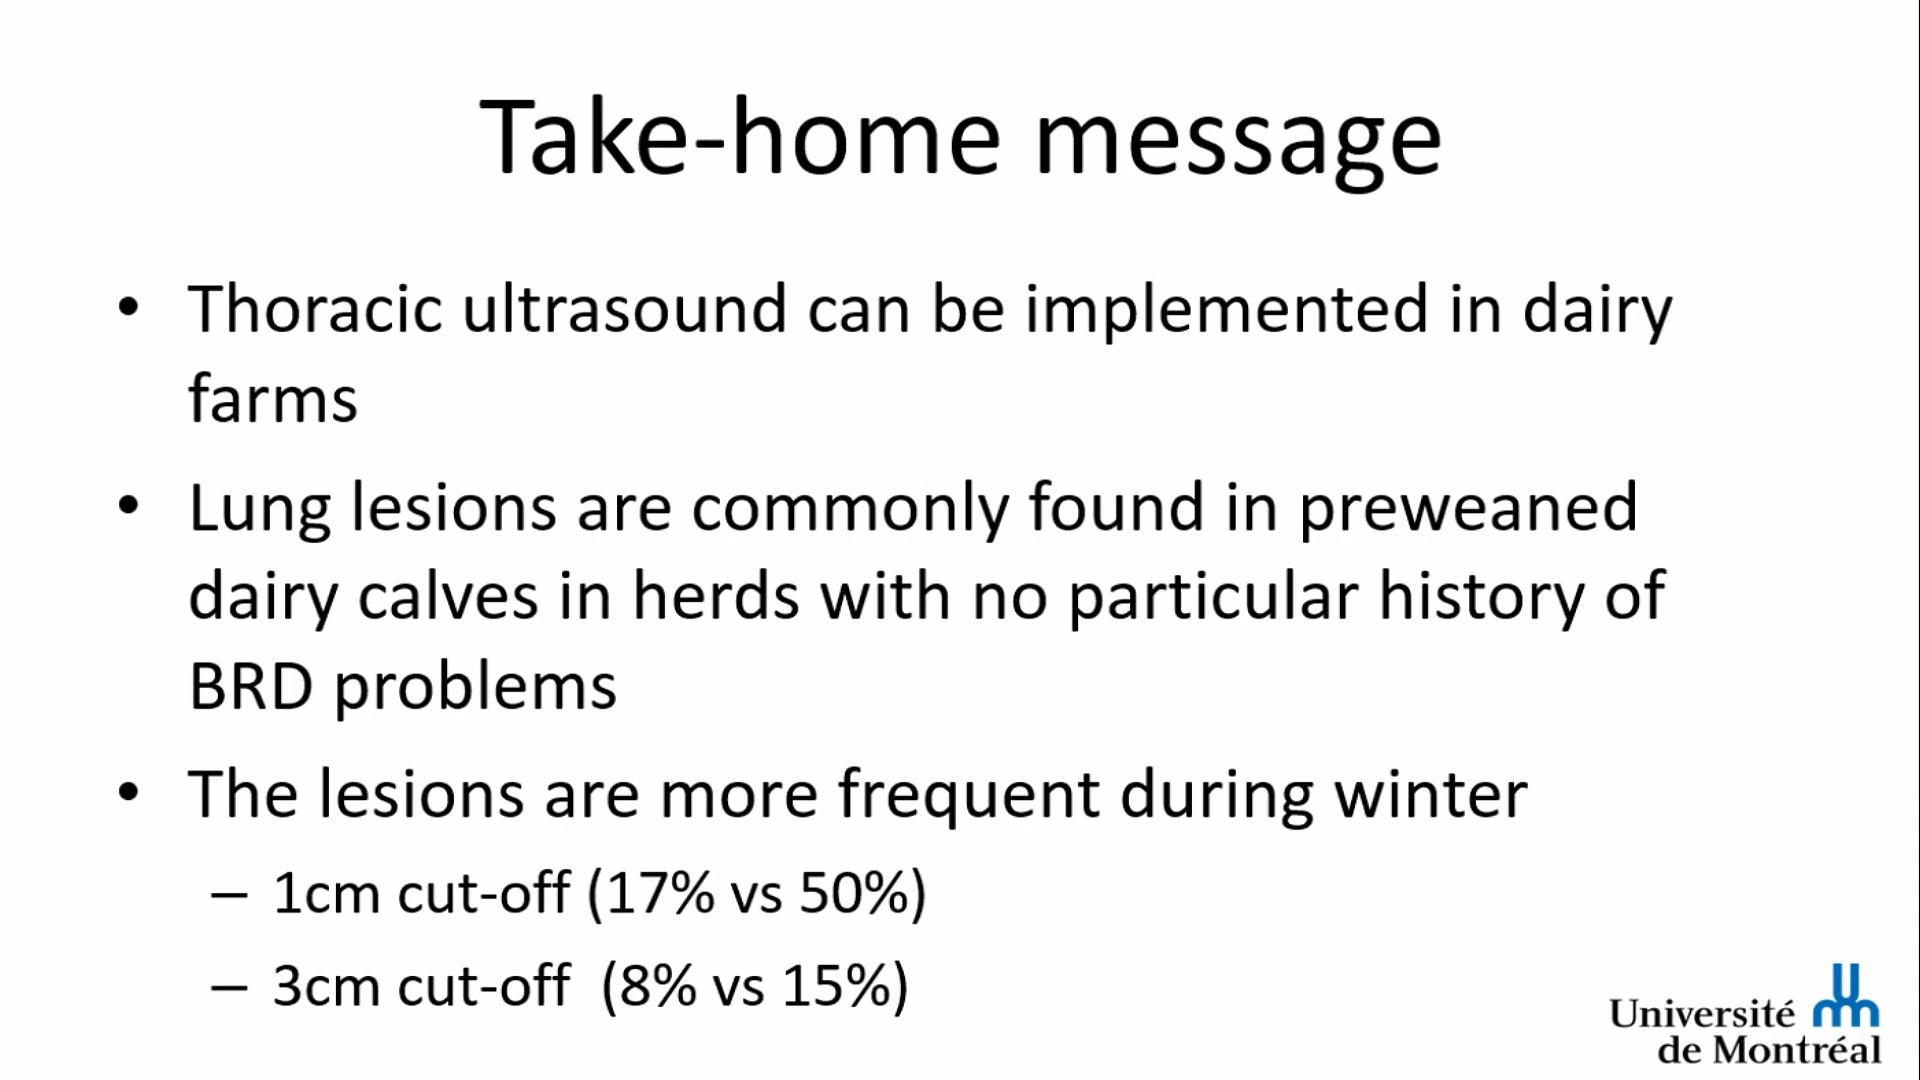 Take-home message
• Thoracic ultrasound can be implemented in dairy
farms
• Lung lesions are commonly found in preweaned
dairy calves in herds with no particular history of
BRD problems
• The lesions are more frequent during winter
– 1cm cut-off (17% vs 50%)
– 3cm cut-off (8% vs 15%)
Université
de Montréal